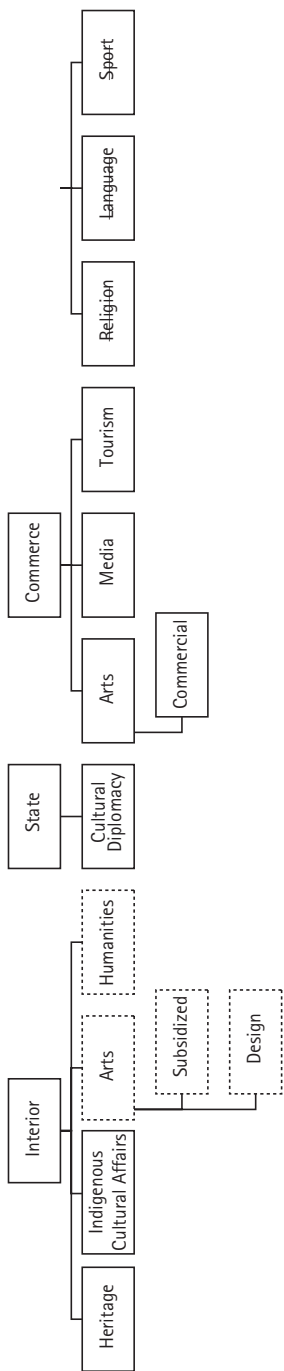 Interior
State
Commerce
Heritage
Indigenous
Cultural Affairs
Arts
Humanities
Cultural
Diplomacy
Arts
Media
Tourism
Religion
Language
Sport
Subsidized
Commercial
Design